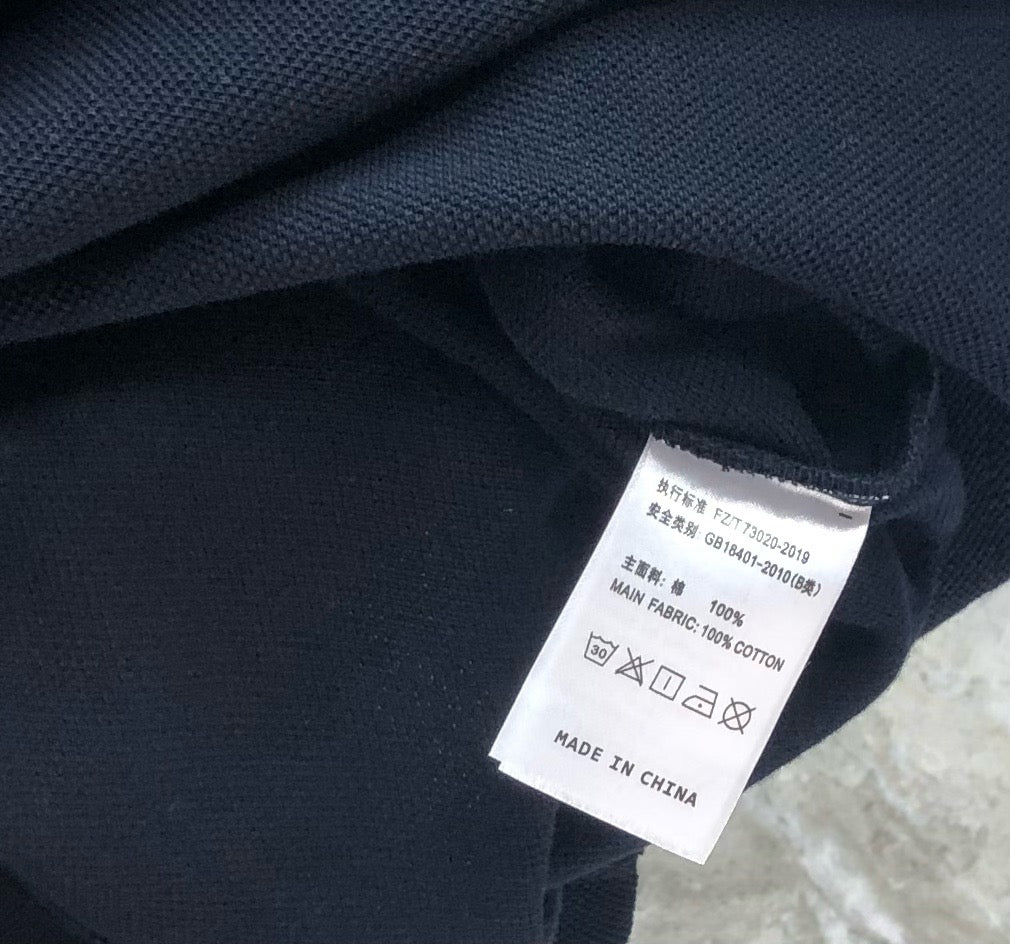 执行标准 FZ/T 73020-2019
安全类别: GB18401-2010(B类)
主面料: 棉 100%
MAIN FABRIC: 100% COTTON
30
MADE IN CHINA